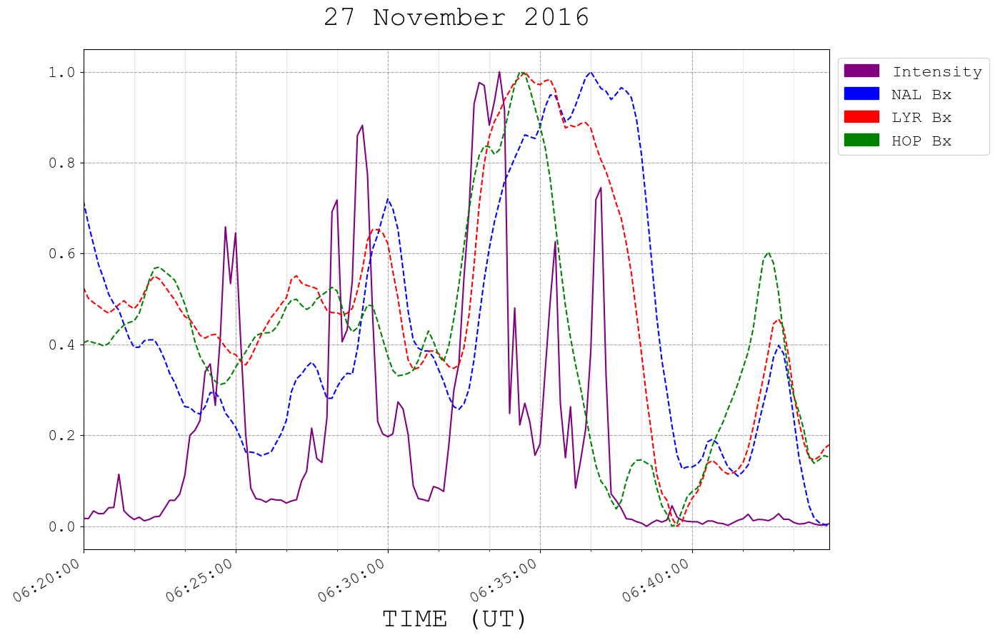 27 November 2016
1.0
0.8
0.6
0.4
0.2
0.0
06:20:00
06:25:00
06:30:00
06:35:00
06:40:00
TIME (UT)
Intensity
NAL Bx
LYR Bx
HOP Bx